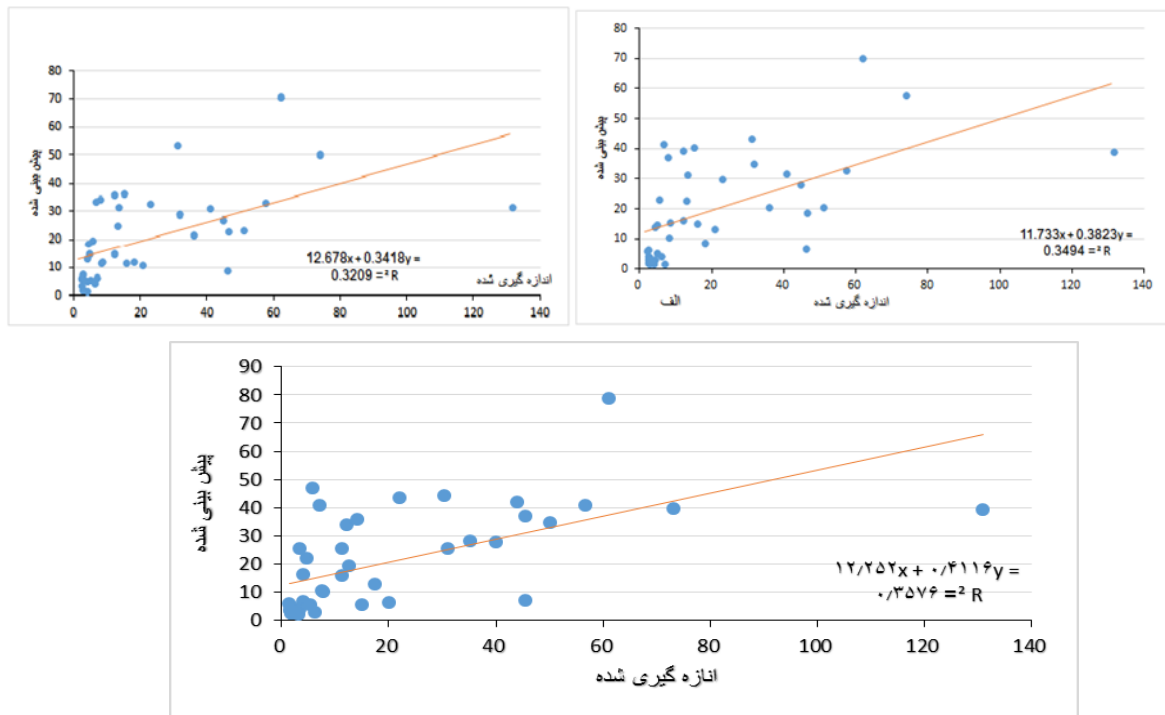 80
70
60
50
40
30
20
10
0
پیش بینی شده
12.678x + 0.3418y =
0.3209 =² R
اندازه گیری شده
0 20 40 60 80 100 120 140
80
70
60
50
40
30
20
10
0
پیش بینی شده
11.733x + 0.3823y =
0.3494 =² R
0 20 40 60 80 100 120 140
الف اندازه گیری شده
90
80
70
60
50
40
30
20
10
0
پیش بینی شده
۱۲/۲۵۲x + ۰/۴۱۱۶y =
۰/۳۵۷۶ =² R
0 20 40 60 80 100 120 140
انازه گیری شده